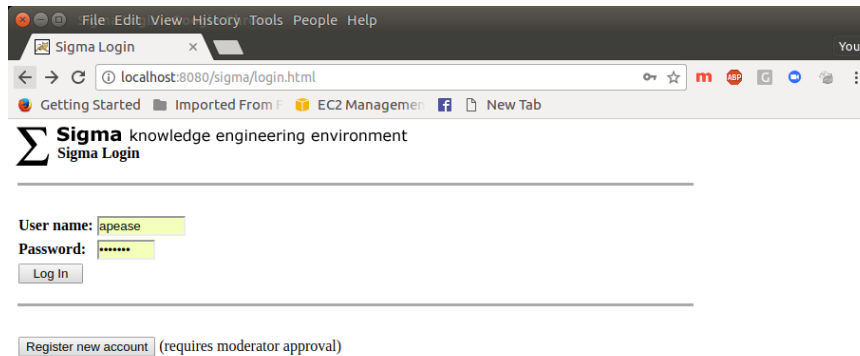 File Edit View History Tools People Help
Sigma Login
You
localhost:8080/sigma/login.html
m ABP G
Getting Started Imported From F EC2 Managemen f New Tab
Σ Sigma knowledge engineering environment
Sigma Login
User name: apease
Password: •••••••
Log In
Register new account (requires moderator approval)